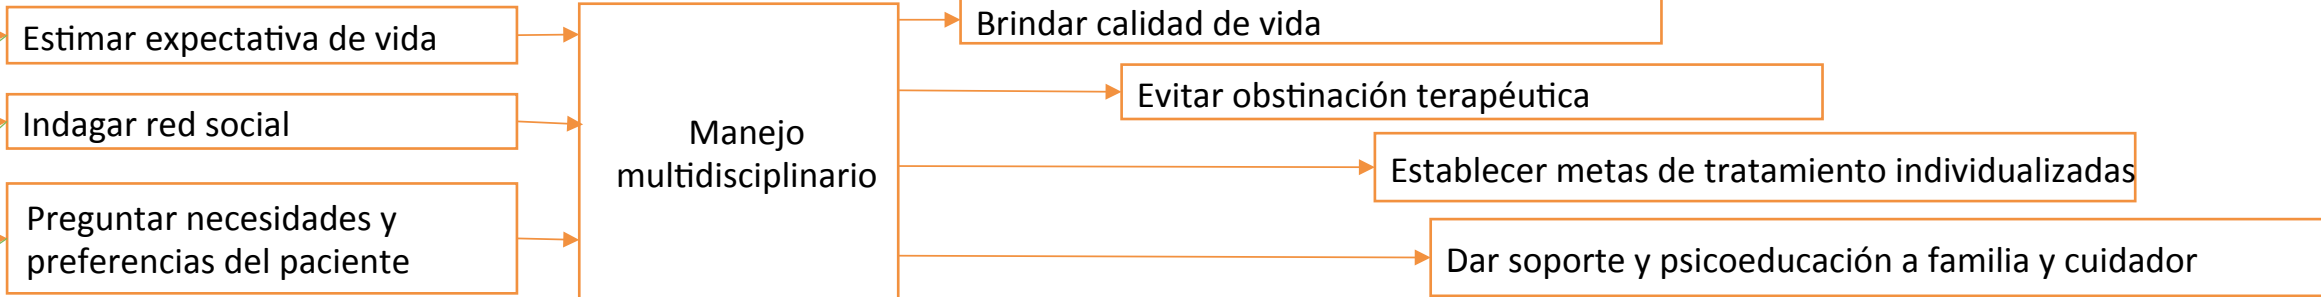 Estimar expectativa de vida
Indagar red social
Preguntar necesidades y
preferencias del paciente
Manejo
multidisciplinario
Brindar calidad de vida
Evitar obstinación terapéutica
Establecer metas de tratamiento individualizadas
Dar soporte y psicoeducación a familia y cuidador